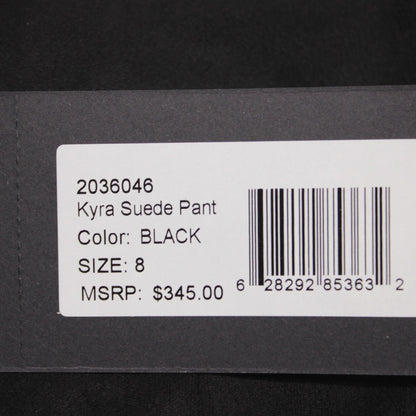 2036046
Kyra Suede Pant
Color: BLACK
SIZE: 8
MSRP: $345.00
6 28292 85363 2